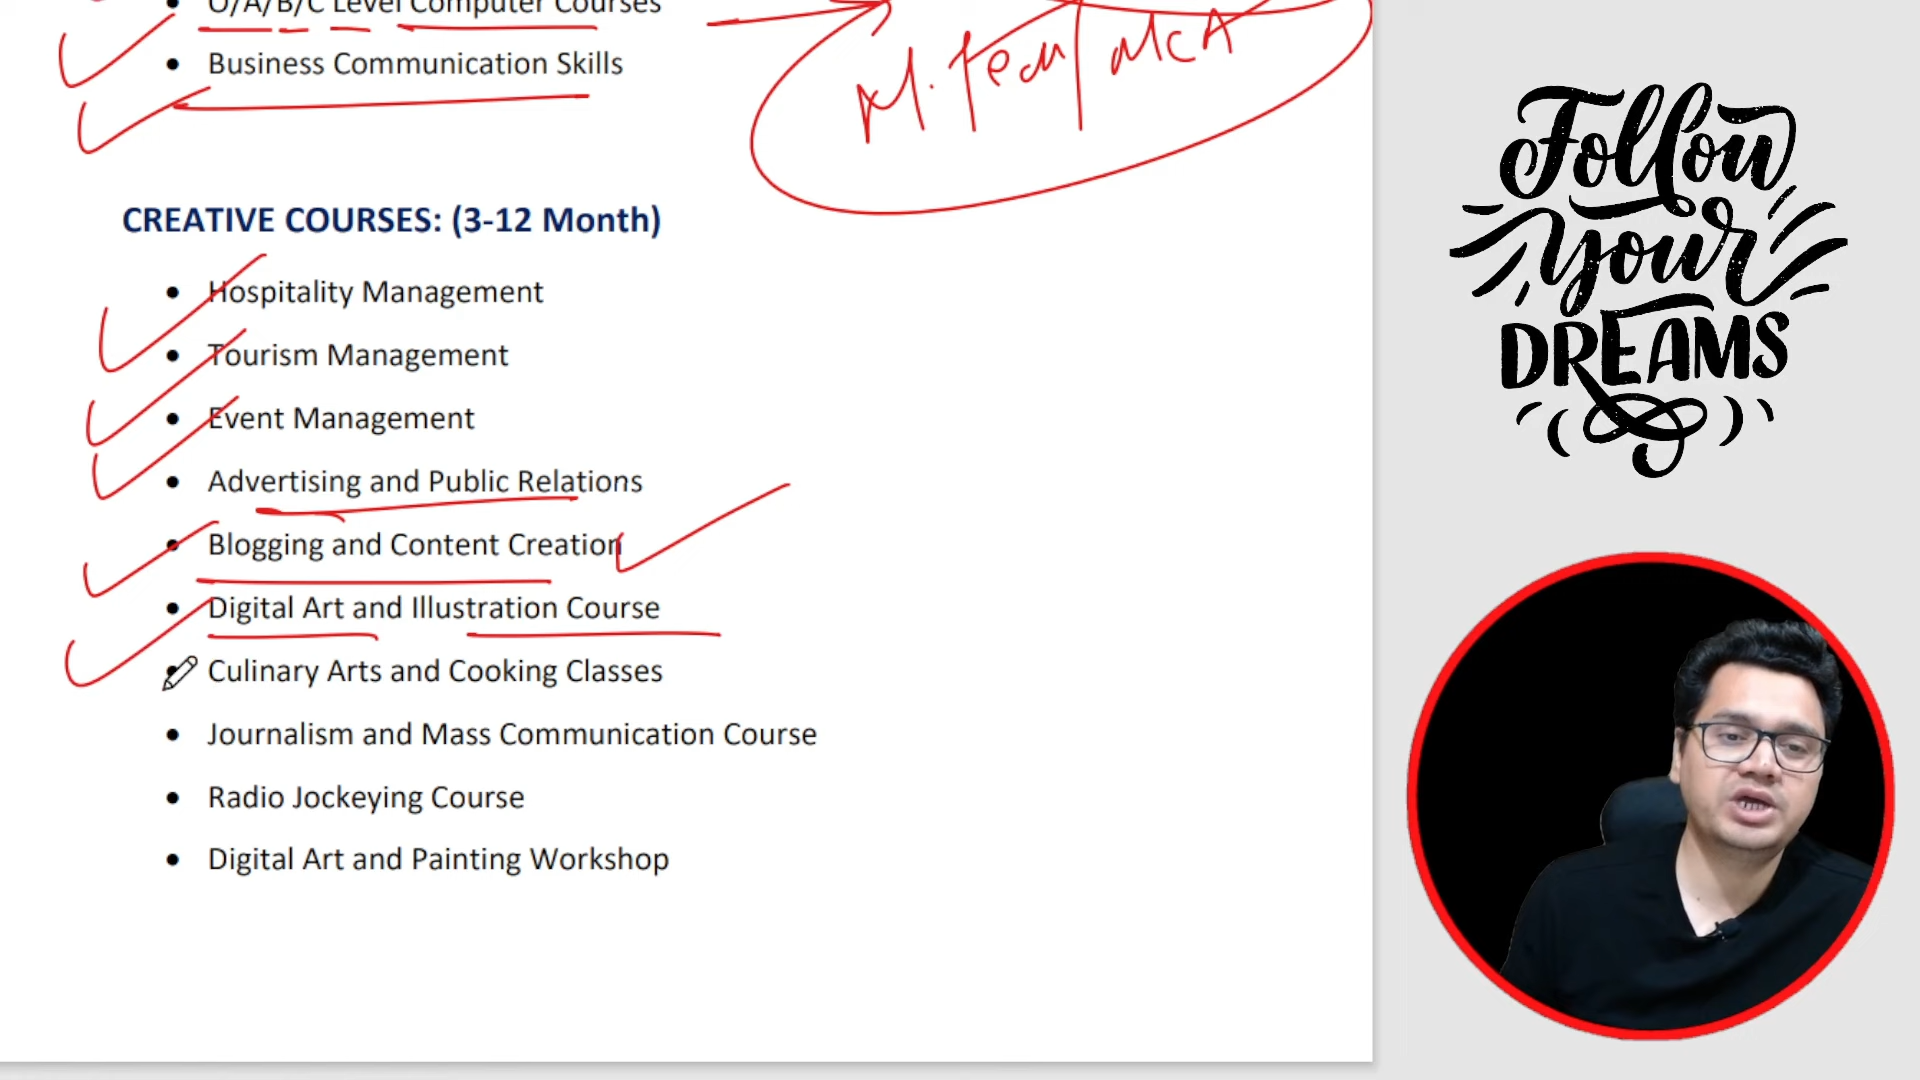 O/A/B/C Level Computer Courses
Business Communication Skills
M.Tech/MCA
CREATIVE COURSES: (3-12 Month)
Hospitality Management
Tourism Management
Event Management
Advertising and Public Relations
Blogging and Content Creation
Digital Art and Illustration Course
Culinary Arts and Cooking Classes
Journalism and Mass Communication Course
Radio Jockeying Course
Digital Art and Painting Workshop
Follow
Your
DREAMS